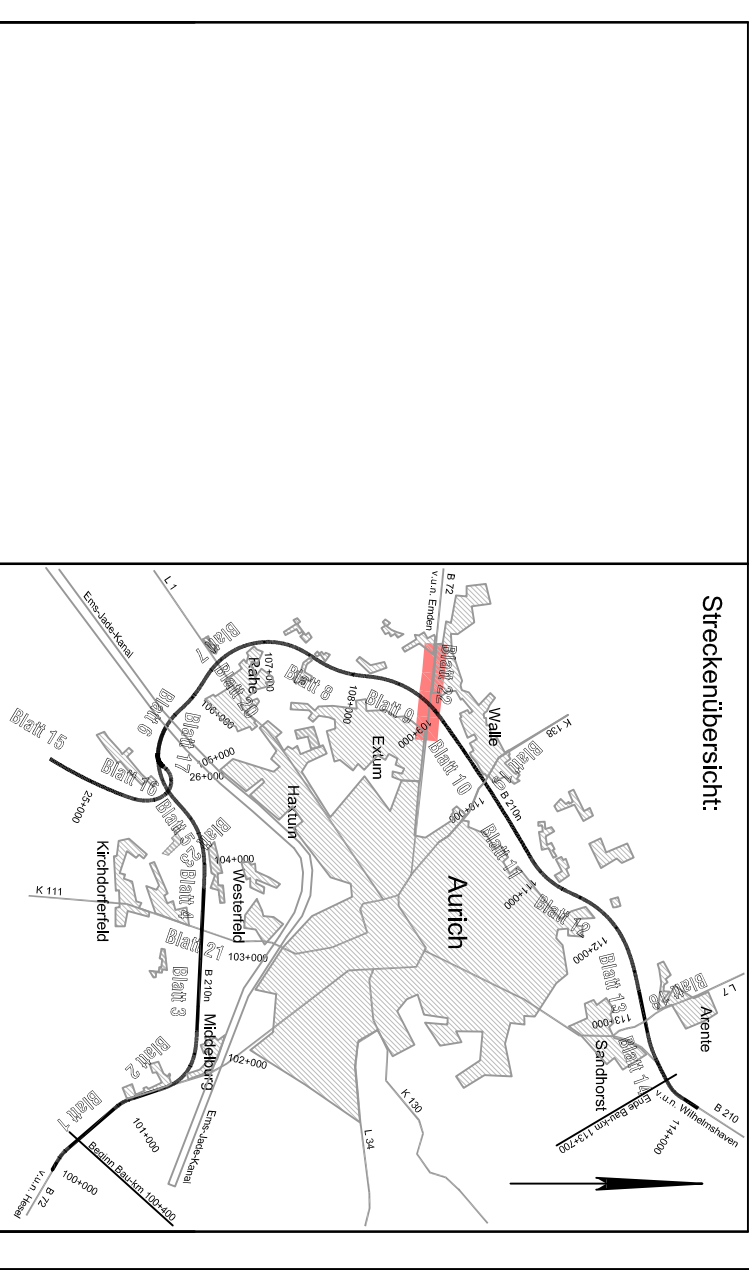 Streckenübersicht:
B 72
v.u.n. Emden
L 1
Ems-Jade-Kanal
Walle
K 138
Blatt 22
Blatt 7
Rahe
107+000
Blatt 20
106+000
Blatt 8
108+000
Blatt 9
Extum
Blatt 10
110+000
B 210n
Blatt 6
Blatt 17
26+000
Blatt 15
Blatt 16
25+000
Haxtum
Blatt 11
111+000
Aurich
Blatt 12
112+000
Blatt 5
104+000
Blatt 4
Westerfeld
Kirchdorferfeld
K 111
Blatt 21
103+000
B 210n
Blatt 3
Blatt 13
113+000
L 7
Arente
Sandhorst
Blatt 14
Middelburg
102+000
Blatt 2
Blatt 1
101+000
Ems-Jade-Kanal
K 130
L 34
B 210
v.u.n. Wilhelmshaven
Ende Bau-km 113+700
114+000
Beginn Bau-km 100+400
100+000
B 72
v.u.n. Hesel